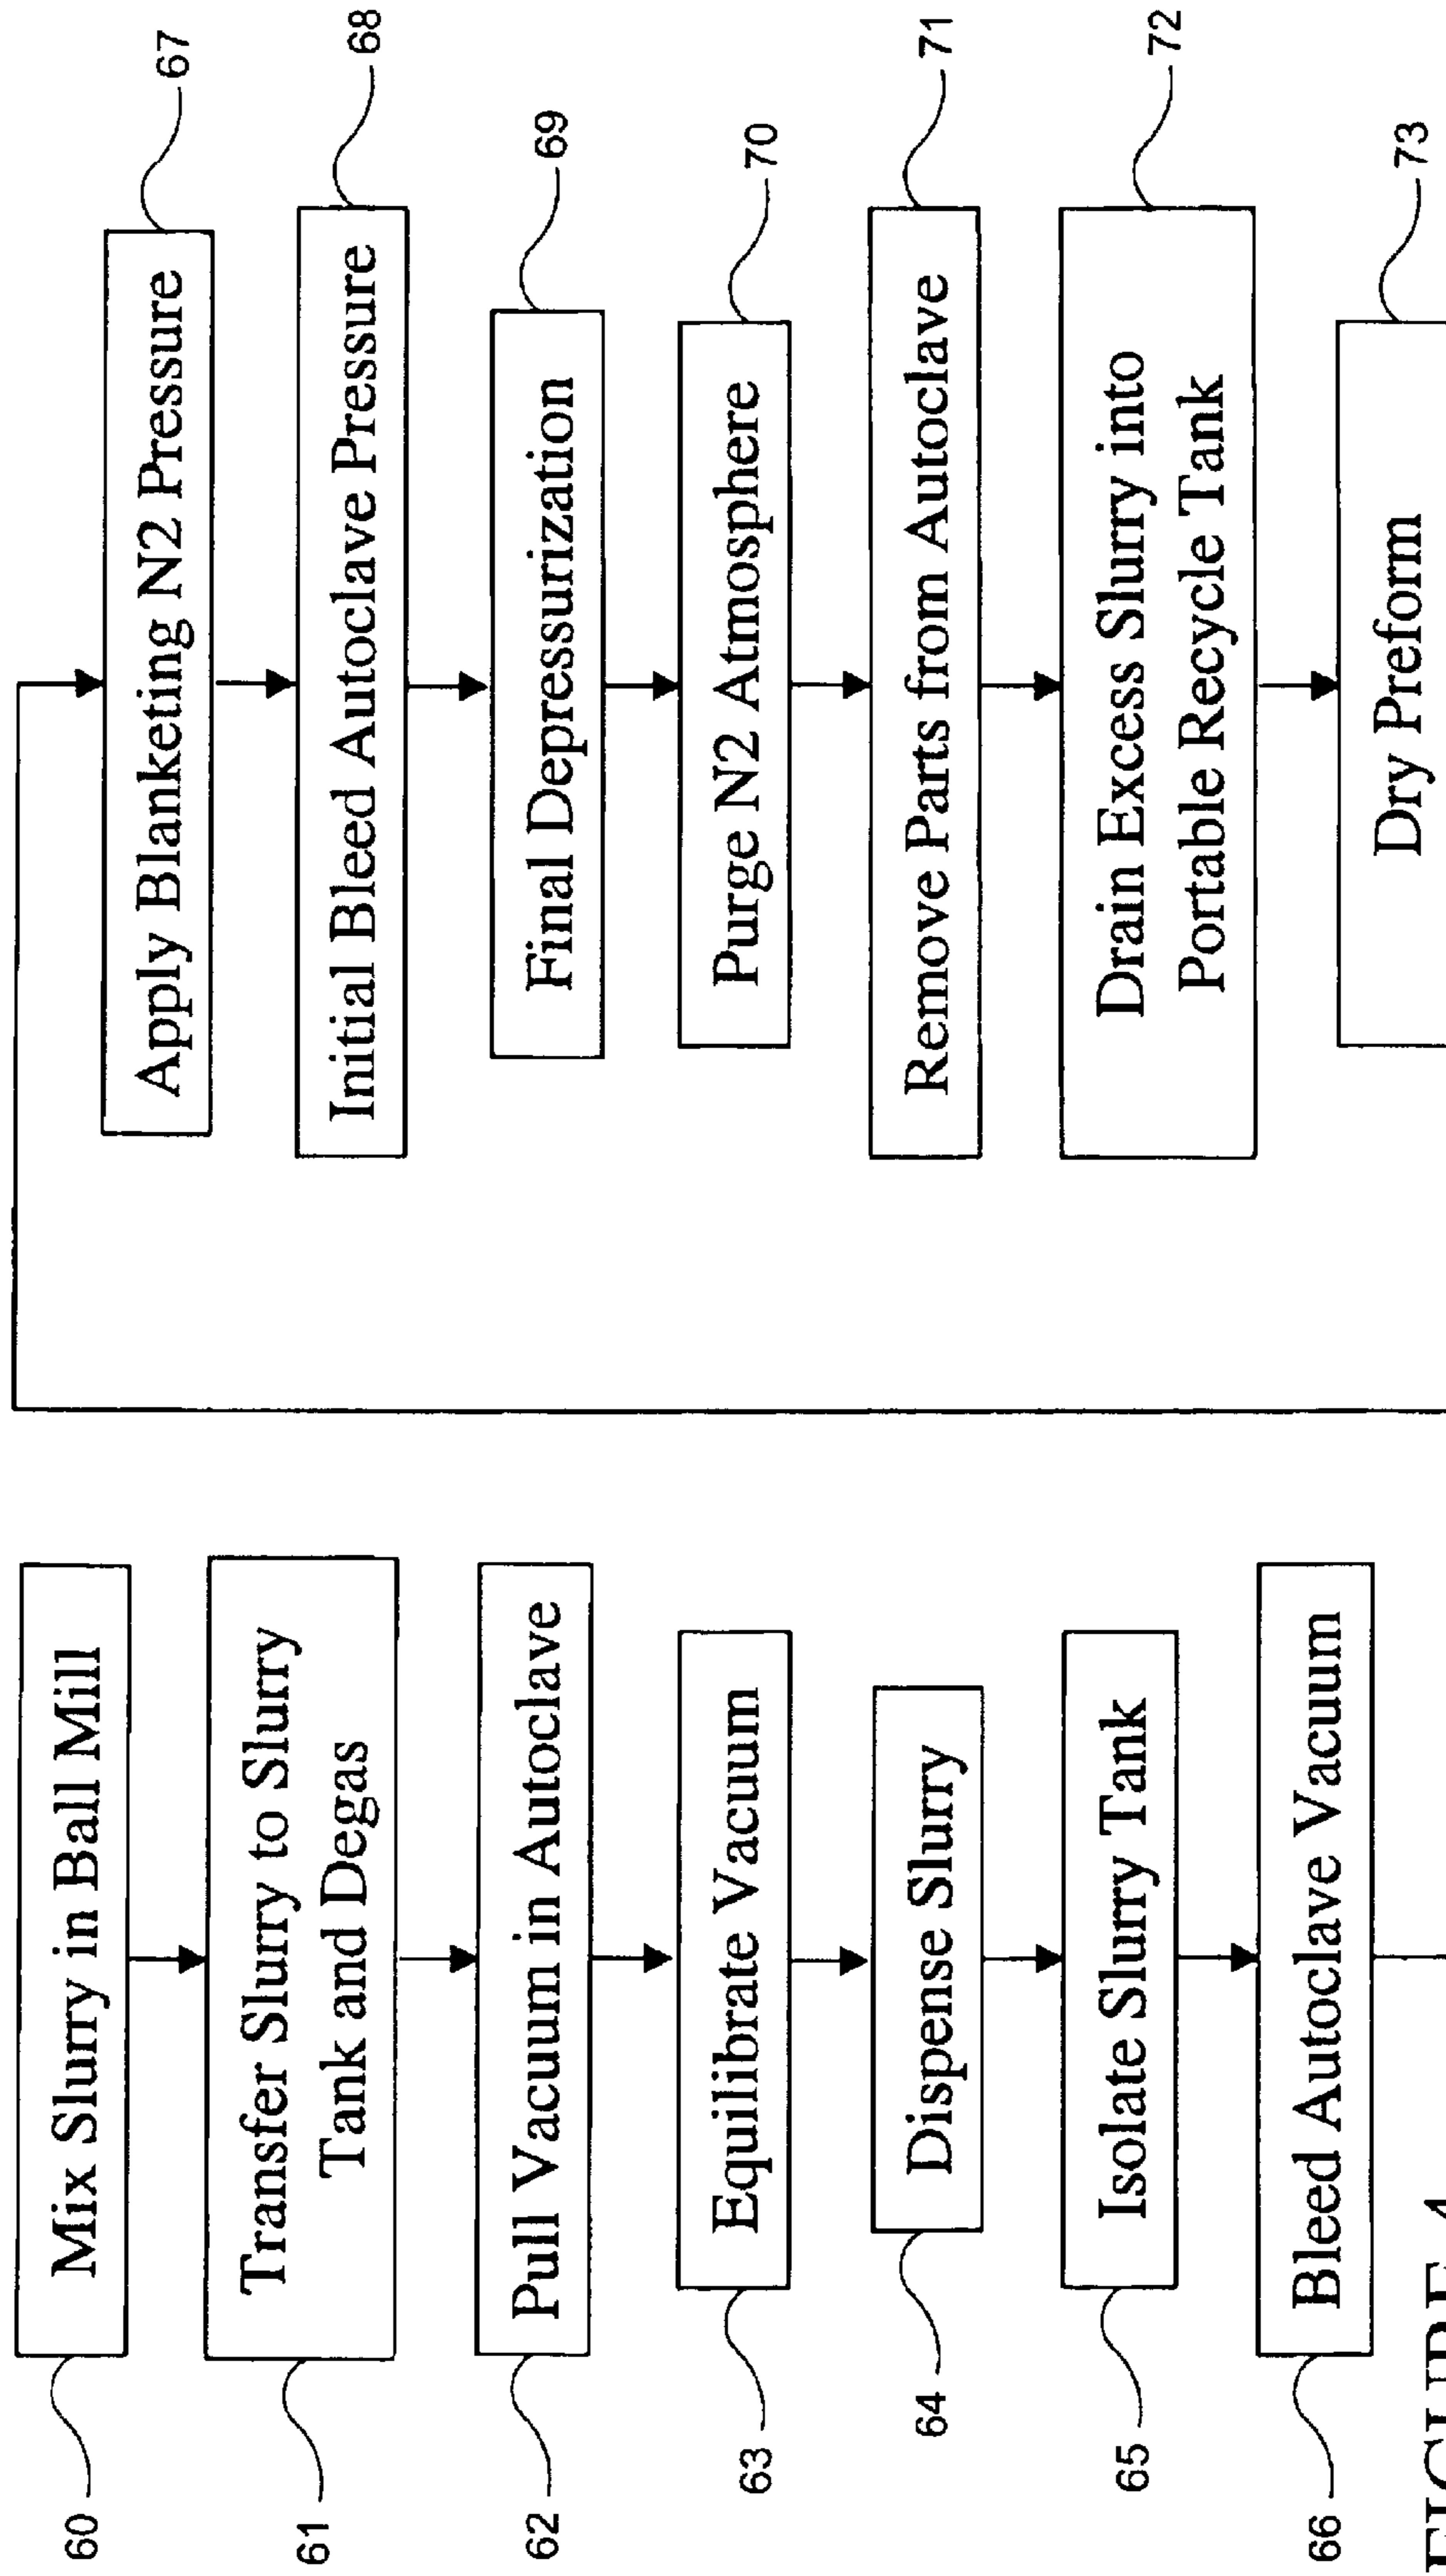 60
Mix Slurry in Ball Mill
61
Transfer Slurry to Slurry
Tank and Degas
62
Pull Vacuum in Autoclave
63
Equilibrate Vacuum
64
Dispense Slurry
65
Isolate Slurry Tank
66
Bleed Autoclave Vacuum
Apply Blanketing N2 Pressure
67
Initial Bleed Autoclave Pressure
68
Final Depressurization
69
Purge N2 Atmosphere
70
Remove Parts from Autoclave
71
Drain Excess Slurry into
Portable Recycle Tank
72
Dry Preform
73
FIGURE 4